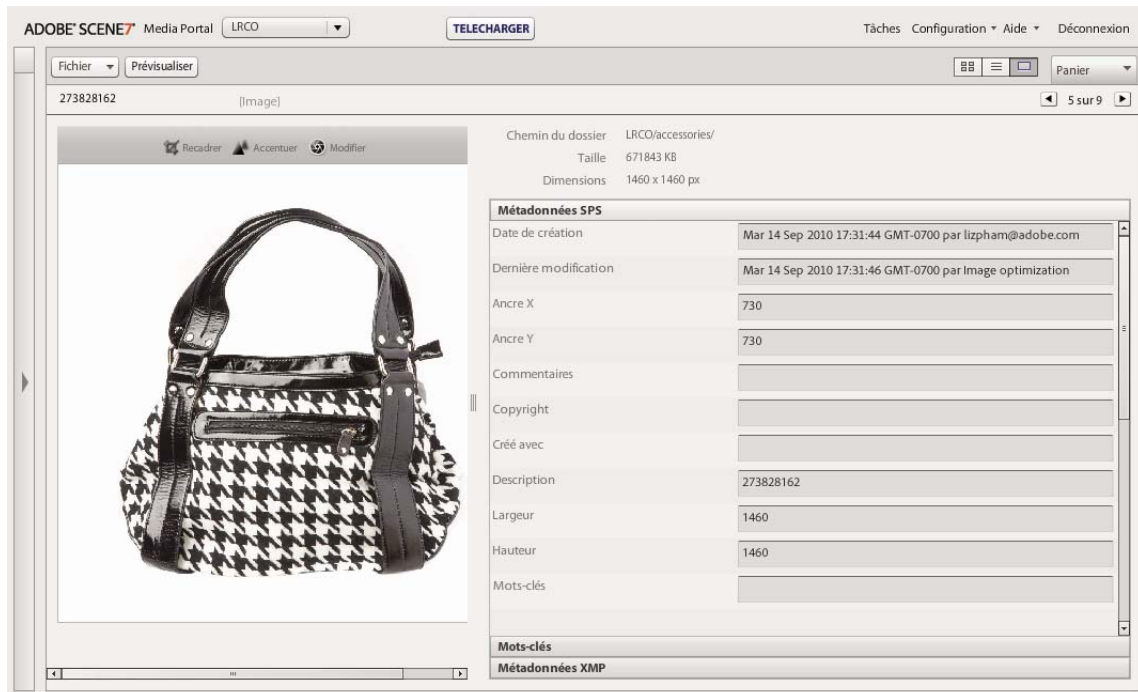 ADOBE® SCENE7® Media Portal LRCO TELECHARGER Tâches Configuration Aide Déconnexion
Fichier Prévisualiser Panier
273828162 [Image] 5 sur 9
Recadrer Accentuer Modifier
Chemin du dossier LRCO/accessories/
Taille 671843 KB
Dimensions 1460 x 1460 px
Métadonnées SPS
Date de création Mar 14 Sep 2010 17:31:44 GMT-0700 par lizpham@adobe.com
Dernière modification Mar 14 Sep 2010 17:31:46 GMT-0700 par Image optimization
Ancre X 730
Ancre Y 730
Commentaires
Copyright
Créé avec
Description 273828162
Largeur 1460
Hauteur 1460
Mots-clés
Mots-clés
Métadonnées XMP